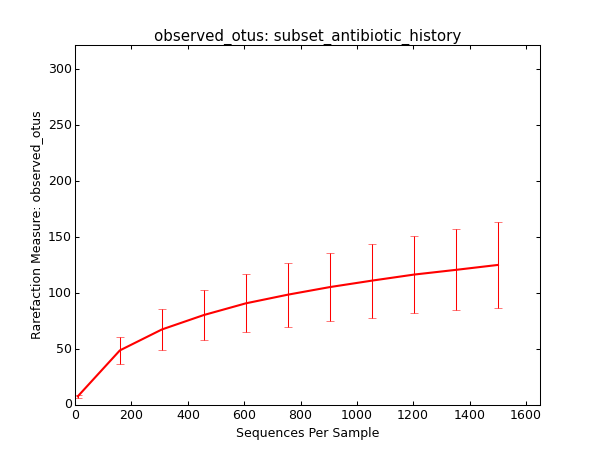 observed_otus: subset_antibiotic_history
300
250
200
150
100
50
0
0 200 400 600 800 1000 1200 1400 1600
Rarefaction Measure: observed_otus
Sequences Per Sample